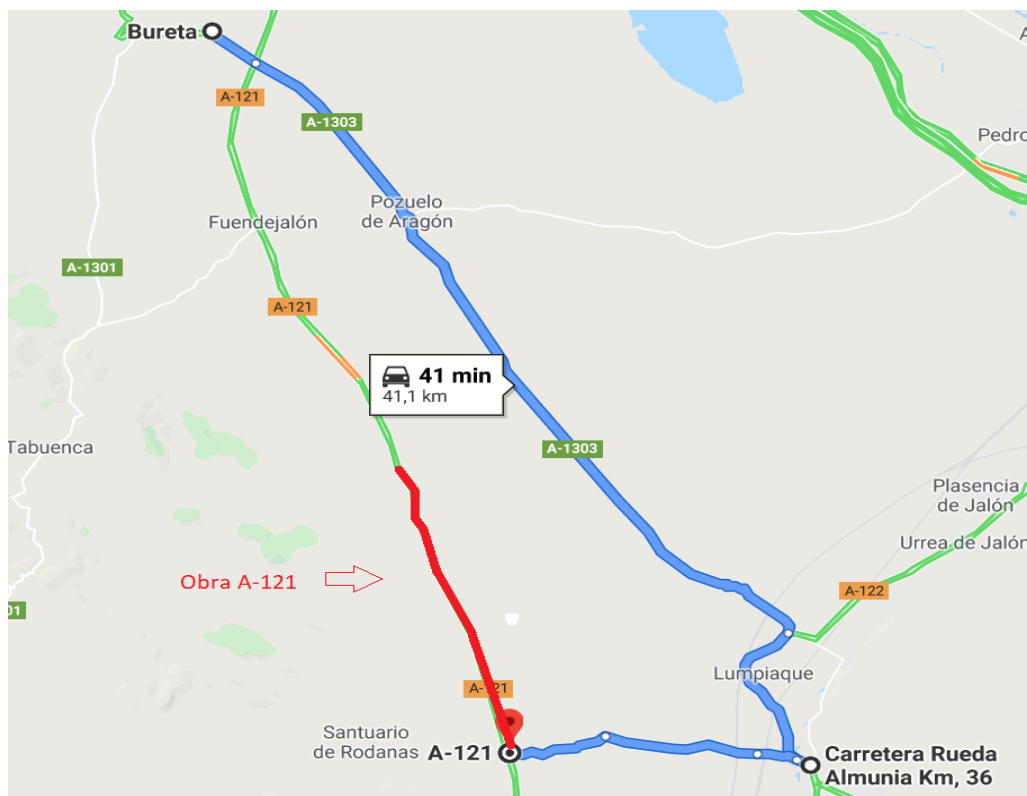 Bureta
A-121
A-1303
Pedro
Pozuelo
de Aragón
Fuendejalón
A-1301
A-121
41 min
41,1 km
Tabuenca
A-1303
Plasencia
de Jalón
Urrea de Jalón
Obra A-121
A-122
01
Lumpiaque
A-121
Santuario
de Rodanas
A-121
Carretera Rueda
Almunia Km, 36